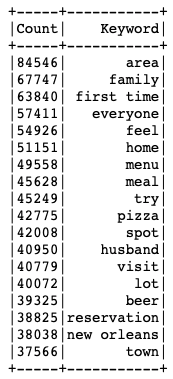 +-----+-----------+
|Count|    Keyword|
+-----+-----------+
|84546|       area|
|67747|     family|
|63840| first time|
|57411|   everyone|
|54926|       feel|
|51151|       home|
|49558|       menu|
|45628|       meal|
|45249|        try|
|42775|      pizza|
|42008|       spot|
|40950|    husband|
|40779|      visit|
|40072|        lot|
|39325|       beer|
|38825|reservation|
|38038|new orleans|
|37566|       town|
+-----+-----------+